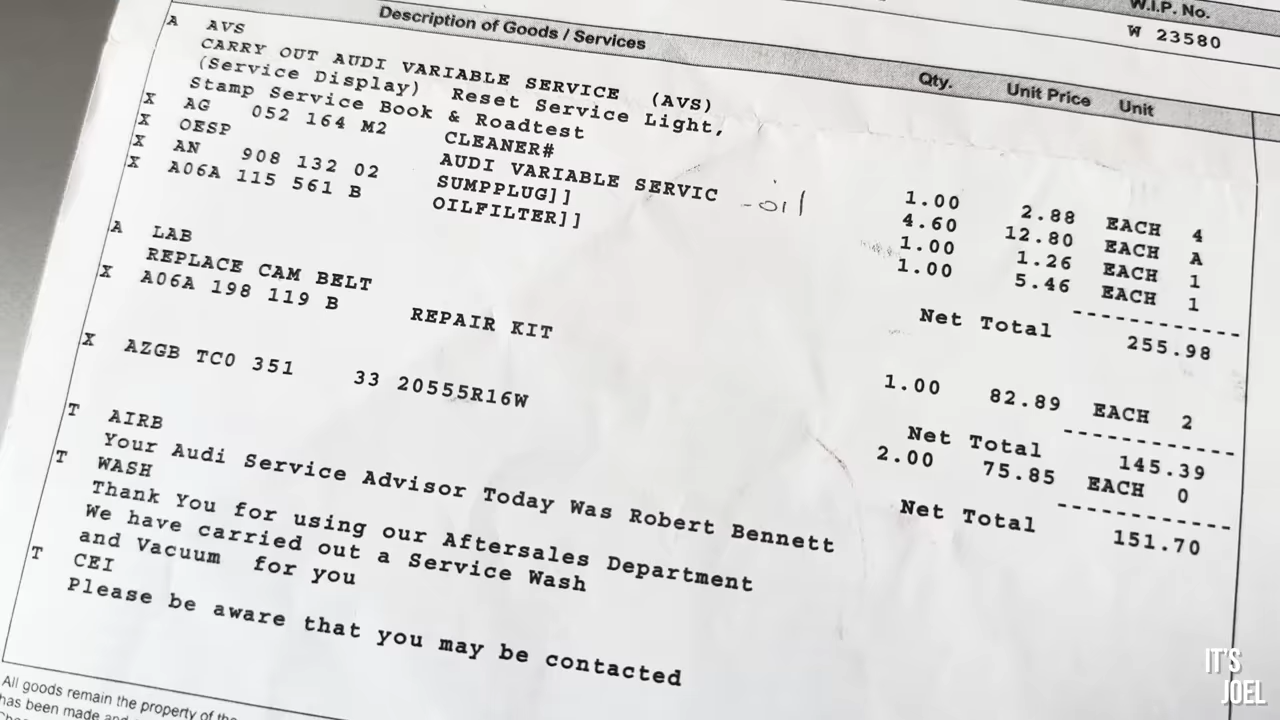 W.I.P. No.
W 23580
Description of Goods / Services Qty. Unit Price Unit
A AVS
CARRY OUT AUDI VARIABLE SERVICE (AVS)
(Service Display) Reset Service Light,
Stamp Service Book & Roadtest
X AG 052 164 M2 CLEANER# 1.00 2.88 EACH 4
X OESP AUDI VARIABLE SERVIC -oil 4.60 12.80 EACH A
X AN 908 132 02 SUMPPLUG]] 1.00 1.26 EACH 1
X A06A 115 561 B OILFILTER]] 1.00 5.46 EACH 1
Net Total 255.98
A LAB
REPLACE CAM BELT
X A06A 198 119 B REPAIR KIT 1.00 82.89 EACH 2
Net Total 145.39
X AZGB TC0 351 33 20555R16W 2.00 75.85 EACH 0
Net Total 151.70
T AIRB
Your Audi Service Advisor Today Was Robert Bennett
T WASH
Thank You for using our Aftersales Department
We have carried out a Service Wash
and Vacuum for you
T CEI
Please be aware that you may be contacted
All goods remain the property of the
has been made and
IT'S
JOEL